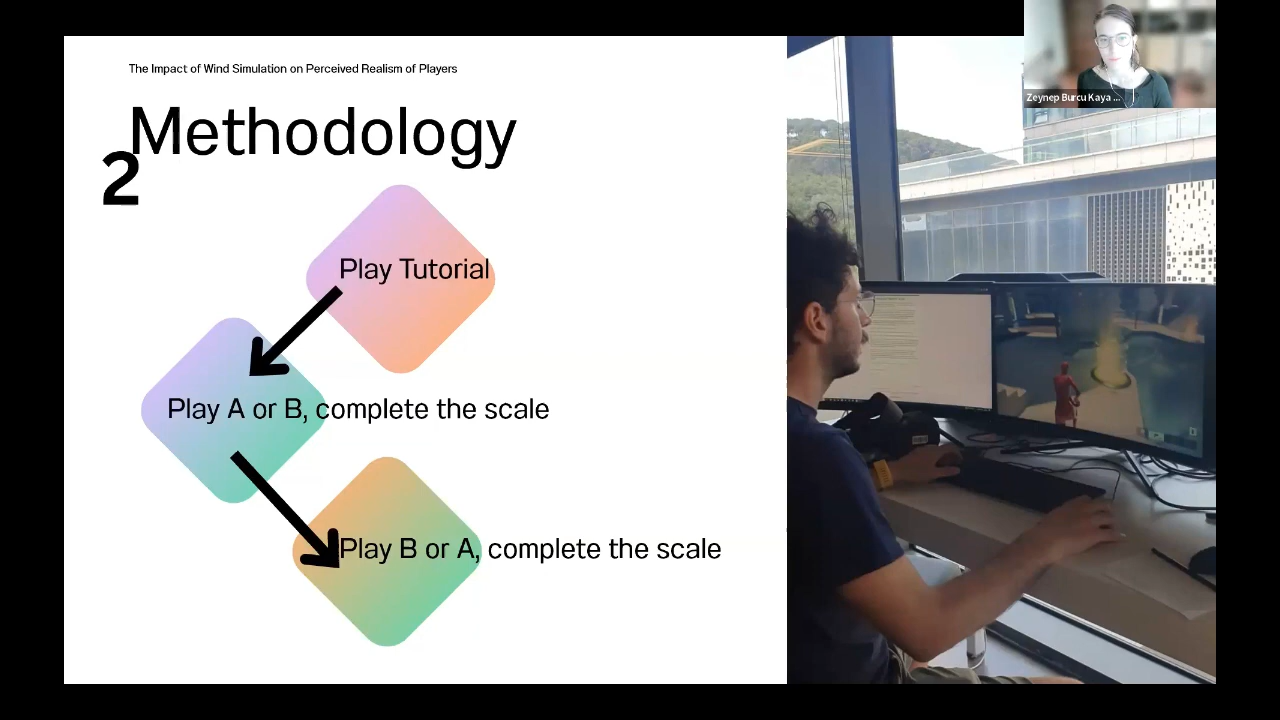 The Impact of Wind Simulation on Perceived Realism of Players
Methodology
2
Play Tutorial
Play A or B, complete the scale
Play B or A, complete the scale
Zeynep Burcu Kaya ...